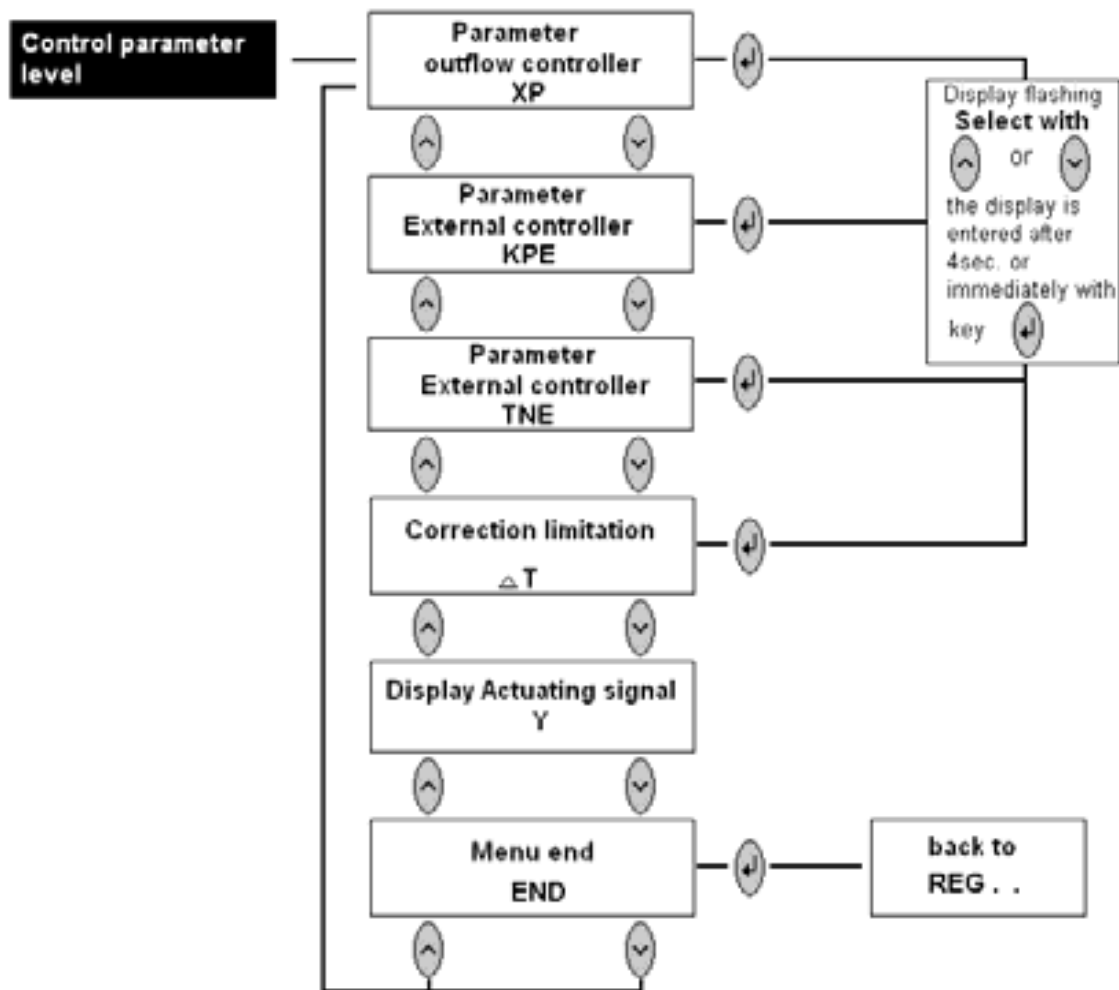 Control parameter
level
Parameter
outflow controller
XP
Display flashing
Select with
or
the display is
entered after
4sec. or
immediately with
key
Parameter
External controller
KPE
Parameter
External controller
TNE
Correction limitation
△ T
Display Actuating signal
Y
Menu end
END
back to
REG . .